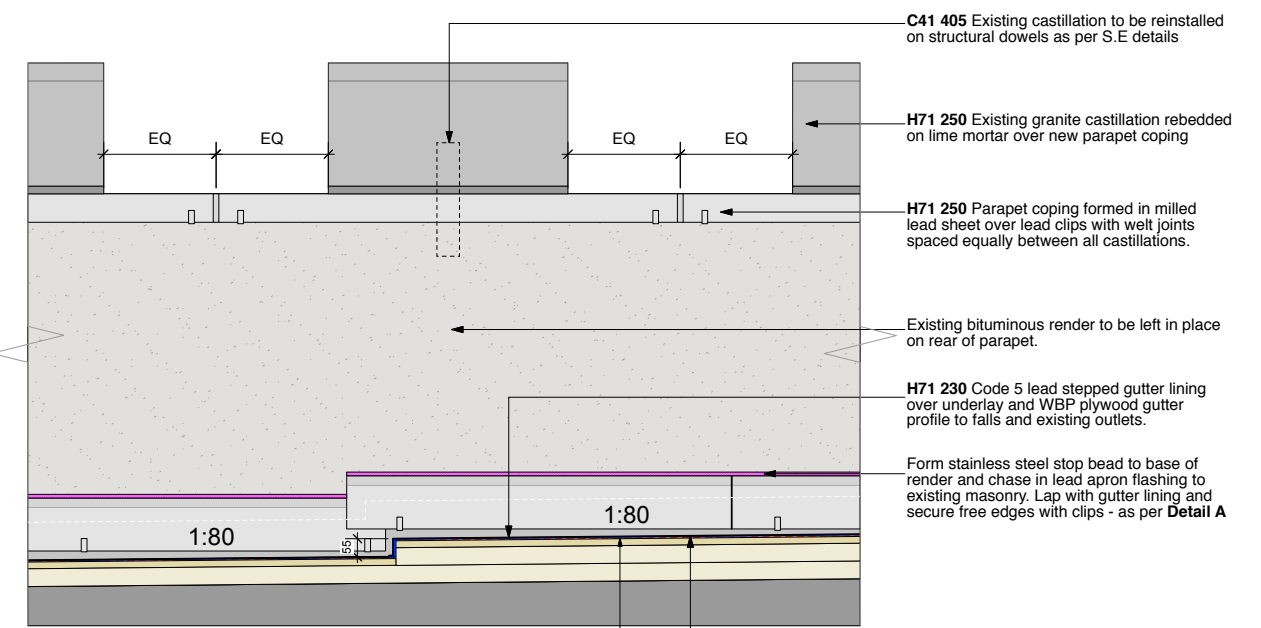 C41 405 Existing castillation to be reinstalled
on structural dowels as per S.E details
EQ
EQ
EQ
EQ
H71 250 Existing granite castillation rebedded
on lime mortar over new parapet coping
H71 250 Parapet coping formed in milled
lead sheet over lead clips with welt joints
spaced equally between all castillations.
Existing bituminous render to be left in place
on rear of parapet.
H71 230 Code 5 lead stepped gutter lining
over underlay and WBP plywood gutter
profile to falls and existing outlets.
Form stainless steel stop bead to base of
render and chase in lead apron flashing to
existing masonry. Lap with gutter lining and
secure free edges with clips - as per Detail A
1:80
1:80
55